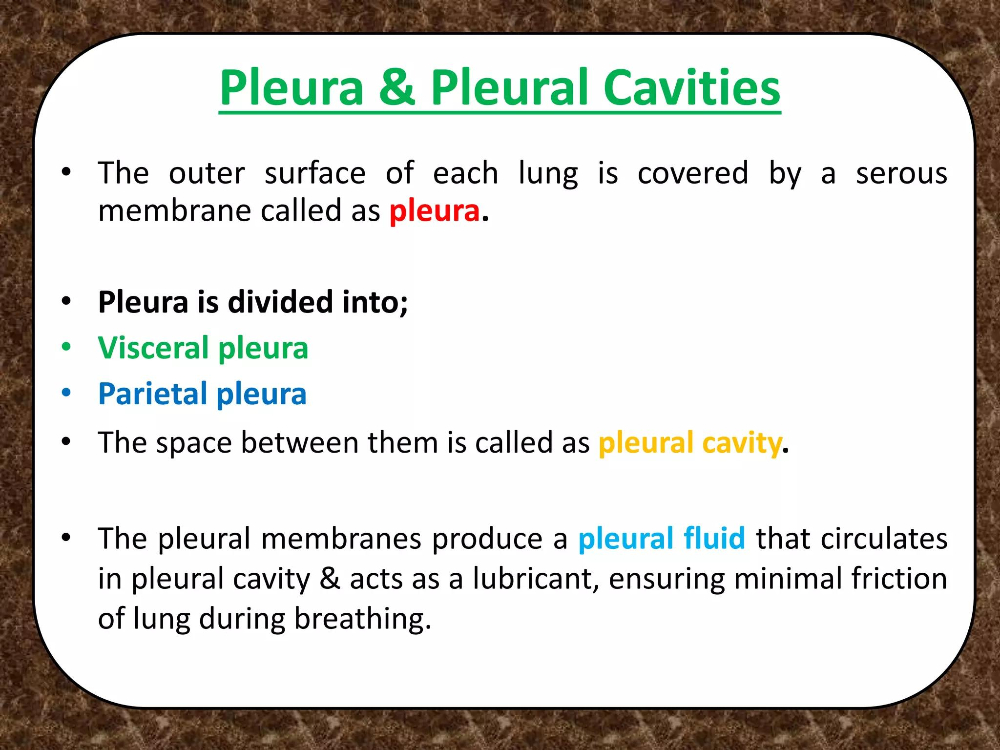 Pleura & Pleural Cavities
• The outer surface of each lung is covered by a serous
membrane called as pleura.
• Pleura is divided into;
• Visceral pleura
• Parietal pleura
• The space between them is called as pleural cavity.
• The pleural membranes produce a pleural fluid that circulates
in pleural cavity & acts as a lubricant, ensuring minimal friction
of lung during breathing.